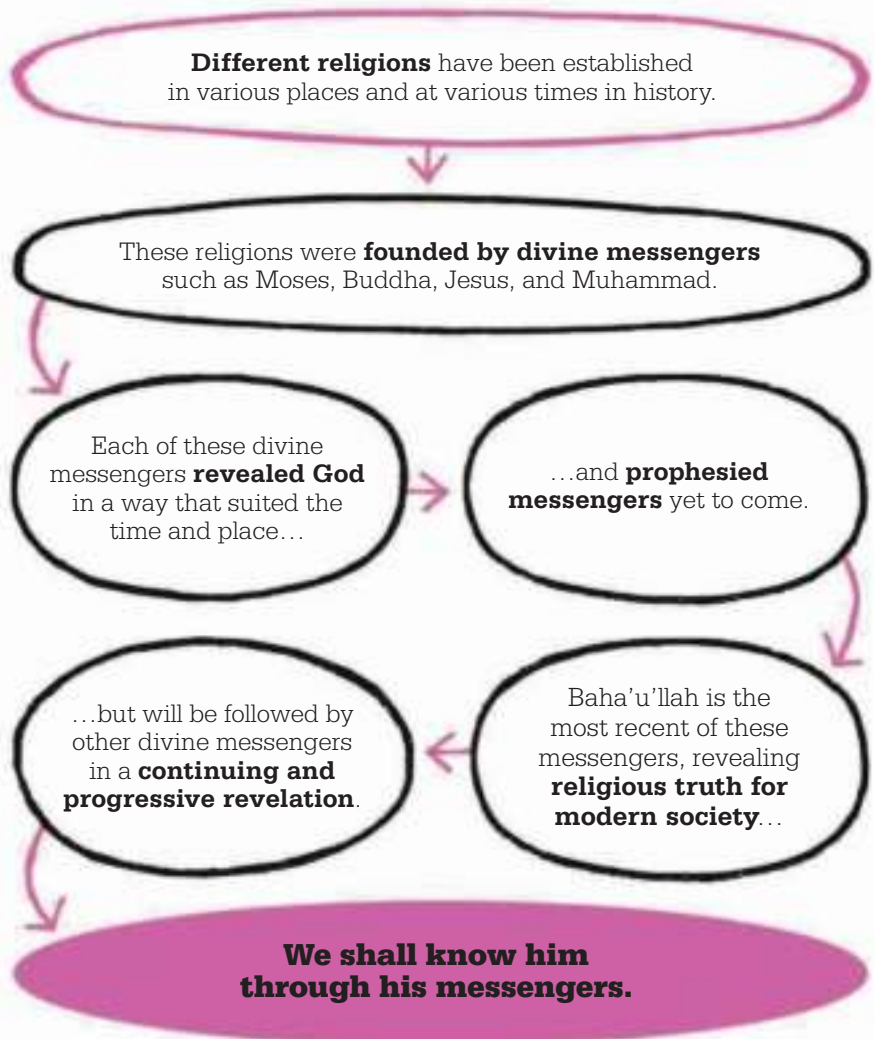 Different religions have been established
in various places and at various times in history.
These religions were founded by divine messengers
such as Moses, Buddha, Jesus, and Muhammad.
Each of these divine
messengers revealed God
in a way that suited the
time and place…
…and prophesied
messengers yet to come.
Baha'u'llah is the
most recent of these
messengers, revealing
religious truth for
modern society…
…but will be followed by
other divine messengers
in a continuing and
progressive revelation.
We shall know him
through his messengers.